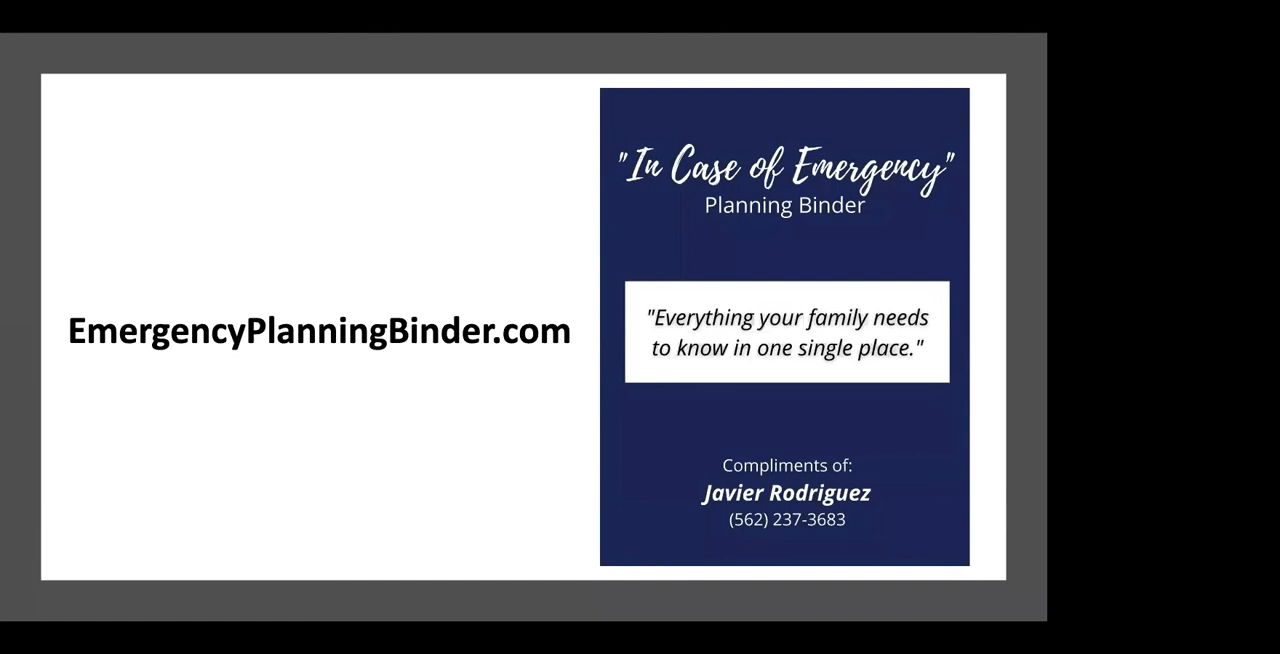 EmergencyPlanningBinder.com
"In Case of Emergency"
Planning Binder
"Everything your family needs
to know in one single place."
Compliments of:
Javier Rodriguez
(562) 237-3683